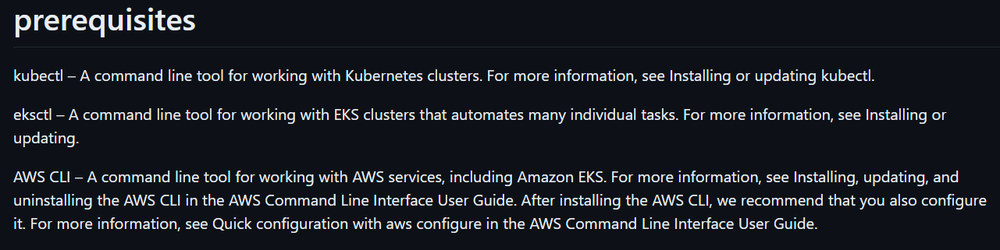 prerequisites
kubectl – A command line tool for working with Kubernetes clusters. For more information, see Installing or updating kubectl.
eksctl – A command line tool for working with EKS clusters that automates many individual tasks. For more information, see Installing or
updating.
AWS CLI – A command line tool for working with AWS services, including Amazon EKS. For more information, see Installing, updating, and
uninstalling the AWS CLI in the AWS Command Line Interface User Guide. After installing the AWS CLI, we recommend that you also configure
it. For more information, see Quick configuration with aws configure in the AWS Command Line Interface User Guide.